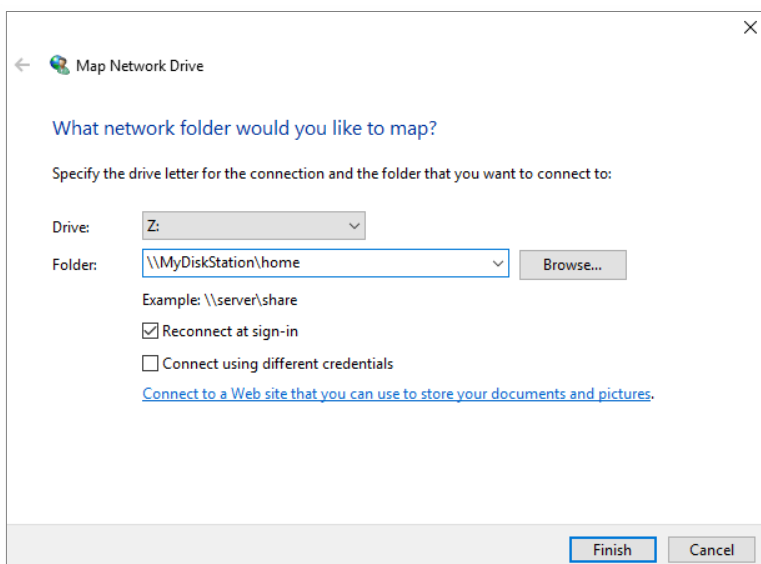 Map Network Drive
What network folder would you like to map?
Specify the drive letter for the connection and the folder that you want to connect to:
Drive: Z:
Folder: \\MyDiskStation\home Browse...
Example: \\server\share
Reconnect at sign-in
Connect using different credentials
Connect to a Web site that you can use to store your documents and pictures.
Finish Cancel